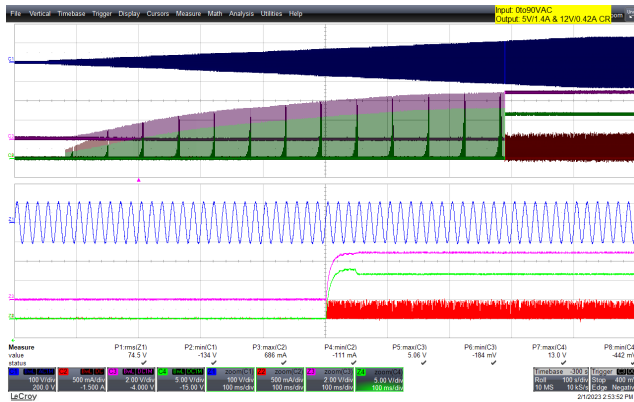 File Vertical Timebase Trigger Display Cursors Measure Math Analysis Utilities Help
Input: 0to90VAC
Output: 5V/1.4A & 12V/0.42A CR
Measure P1:rms(Z1) P2:min(C1) P3:max(C2) P4:min(C2) P5:max(C3) P6:min(C3) P7:max(C4) P8:min(C4)
value 74.5 V -134 V 686 mA -111 mA 5.06 V -184 mV 13.0 V -442 mV
status
zoom(C1) zoom(C2) zoom(C3) zoom(C4) Timebase -300 s Trigger
100 V/div 500 mA/div 2.00 V/div 5.00 V/div 100 V/div 500 mA/div 2.00 V/div 5.00 V/div Roll 100 s/div Stop 400 m
200.0 V -1.500 A -4.000 V -15.00 V 100 ms/div 100 ms/div 100 ms/div 100 ms/div 10 MS 10 kS/s Edge Negativ
LeCroy 2/1/2023 2:53:52 PM